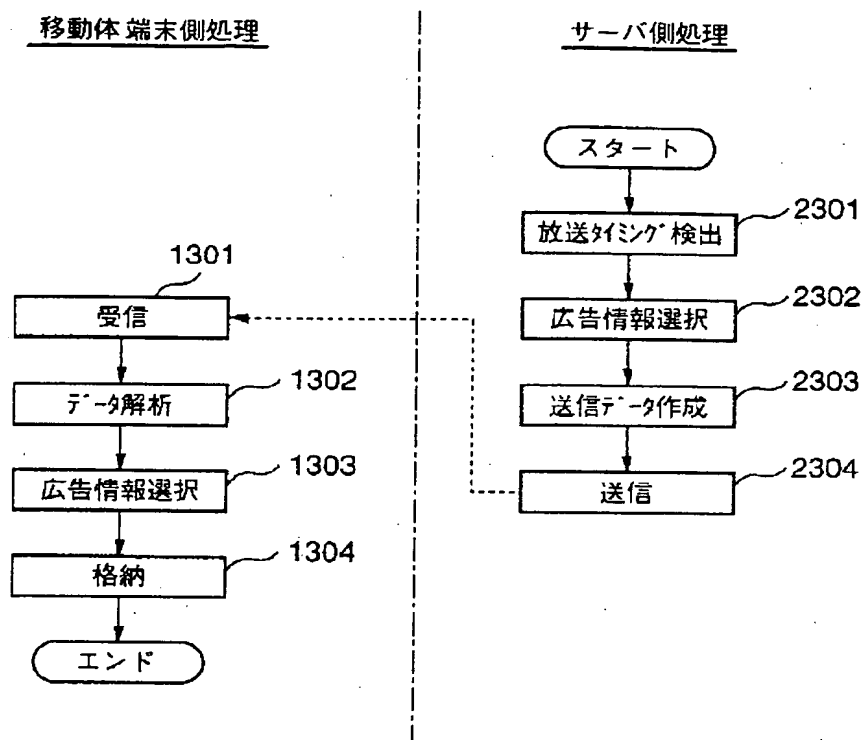 移動体端末側処理
サーバ側処理
スタート
2301
放送タイミング検出
2302
広告情報選択
2303
送信データ作成
2304
送信
1301
受信
1302
データ解析
1303
広告情報選択
1304
格納
エンド